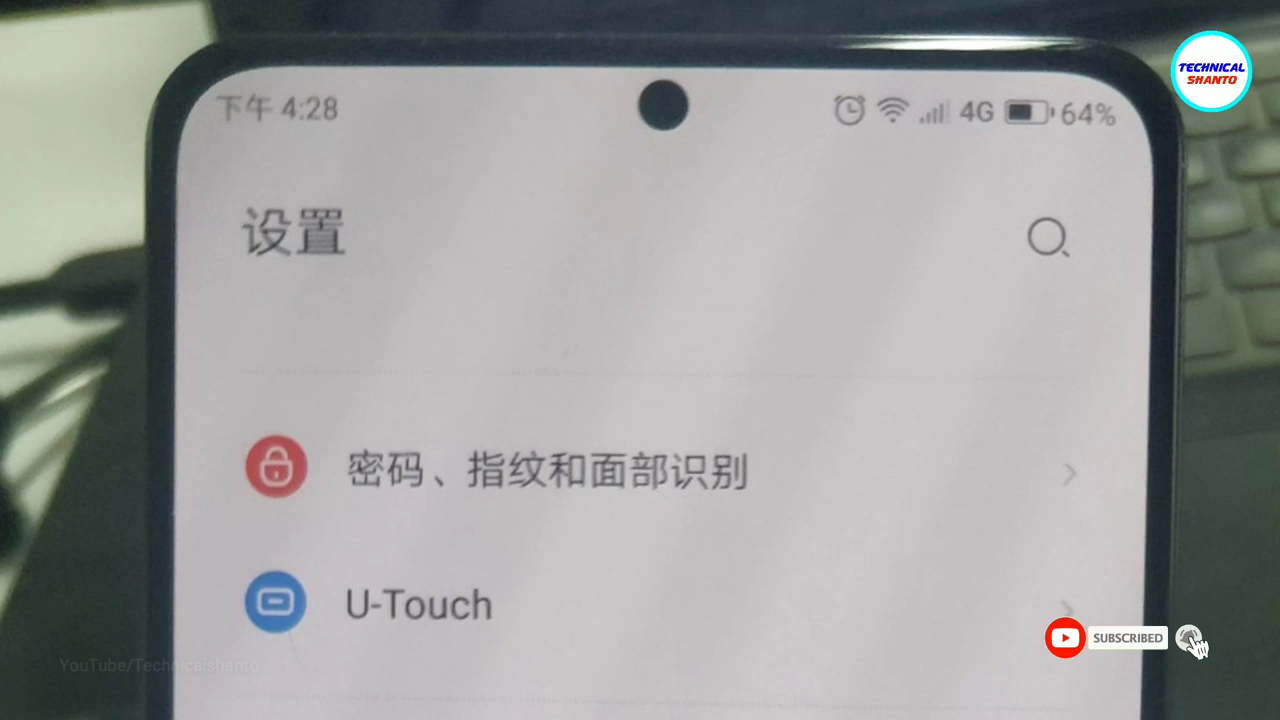 TECHNICAL
SHANTO
下午 4:28
4G 64%
设置
密码、指纹和面部识别
U-Touch
SUBSCRIBED
YouTube/Technicalshanto